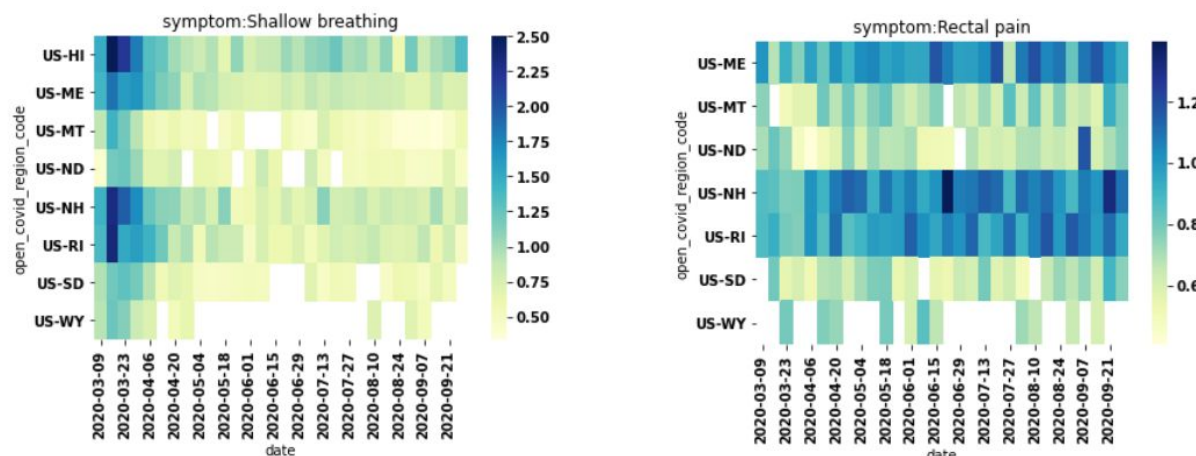 symptom:Shallow breathing
open_covid_region_code
US-HI
US-ME
US-MT
US-ND
US-NH
US-RI
US-SD
US-WY
2.50
2.25
2.00
1.75
1.50
1.25
1.00
0.75
0.50
2020-03-09
2020-03-23
2020-04-06
2020-04-20
2020-05-04
2020-05-18
2020-06-01
2020-06-15
2020-06-29
2020-07-13
2020-07-27
2020-08-10
2020-08-24
2020-09-07
2020-09-21
date
symptom:Rectal pain
open_covid_region_code
US-ME
US-MT
US-ND
US-NH
US-RI
US-SD
US-WY
1.2
1.0
0.8
0.6
2020-03-09
2020-03-23
2020-04-06
2020-04-20
2020-05-04
2020-05-18
2020-06-01
2020-06-15
2020-06-29
2020-07-13
2020-07-27
2020-08-10
2020-08-24
2020-09-07
2020-09-21
date